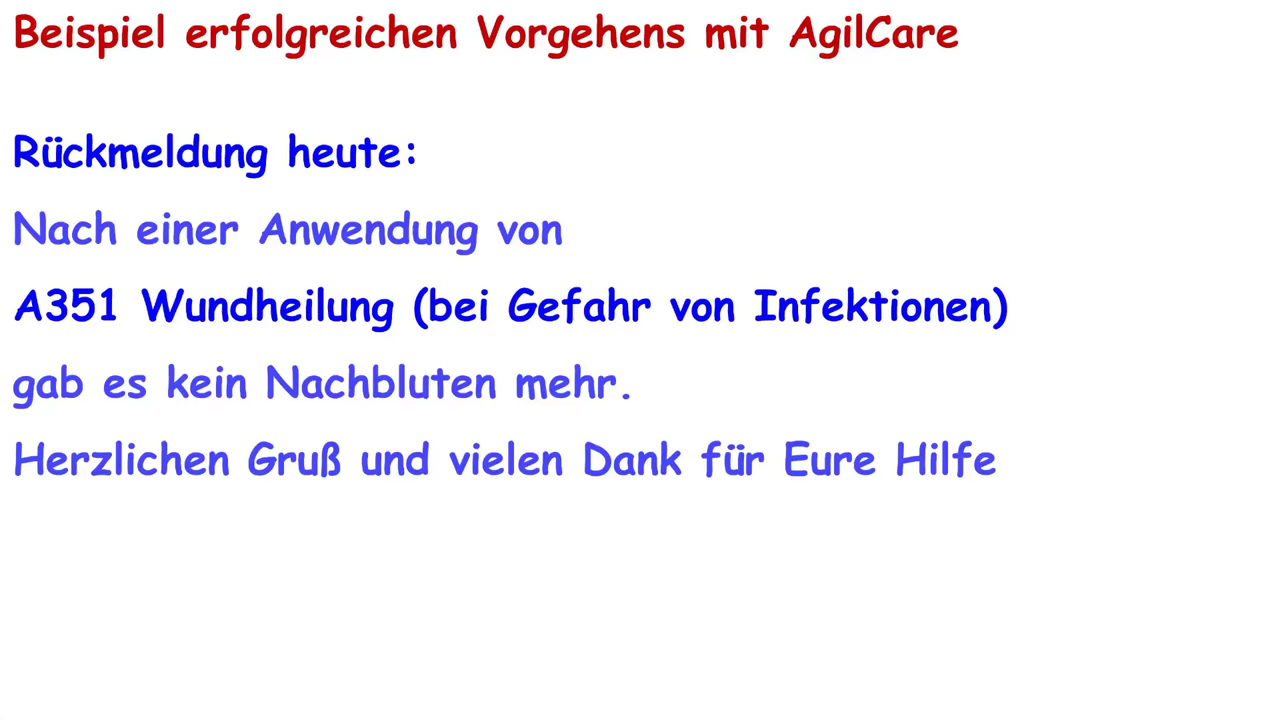 Beispiel erfolgreichen Vorgehens mit AgilCare
Rückmeldung heute:
Nach einer Anwendung von
A351 Wundheilung (bei Gefahr von Infektionen)
gab es kein Nachbluten mehr.
Herzlichen Gruß und vielen Dank für Eure Hilfe